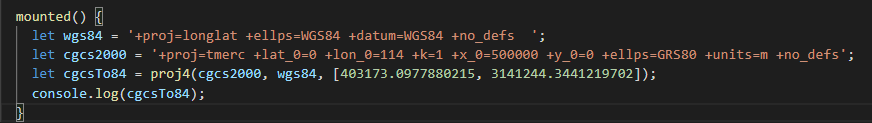 mounted() {
let wgs84 = '+proj=longlat +ellps=WGS84 +datum=WGS84 +no_defs  ';
let cgcs2000 = '+proj=tmerc +lat_0=0 +lon_0=114 +k=1 +x_0=500000 +y_0=0 +ellps=GRS80 +units=m +no_defs';
let cgcsTo84 = proj4(cgcs2000, wgs84, [403173.0977880215, 3141244.3441219702]);
console.log(cgcsTo84);
}